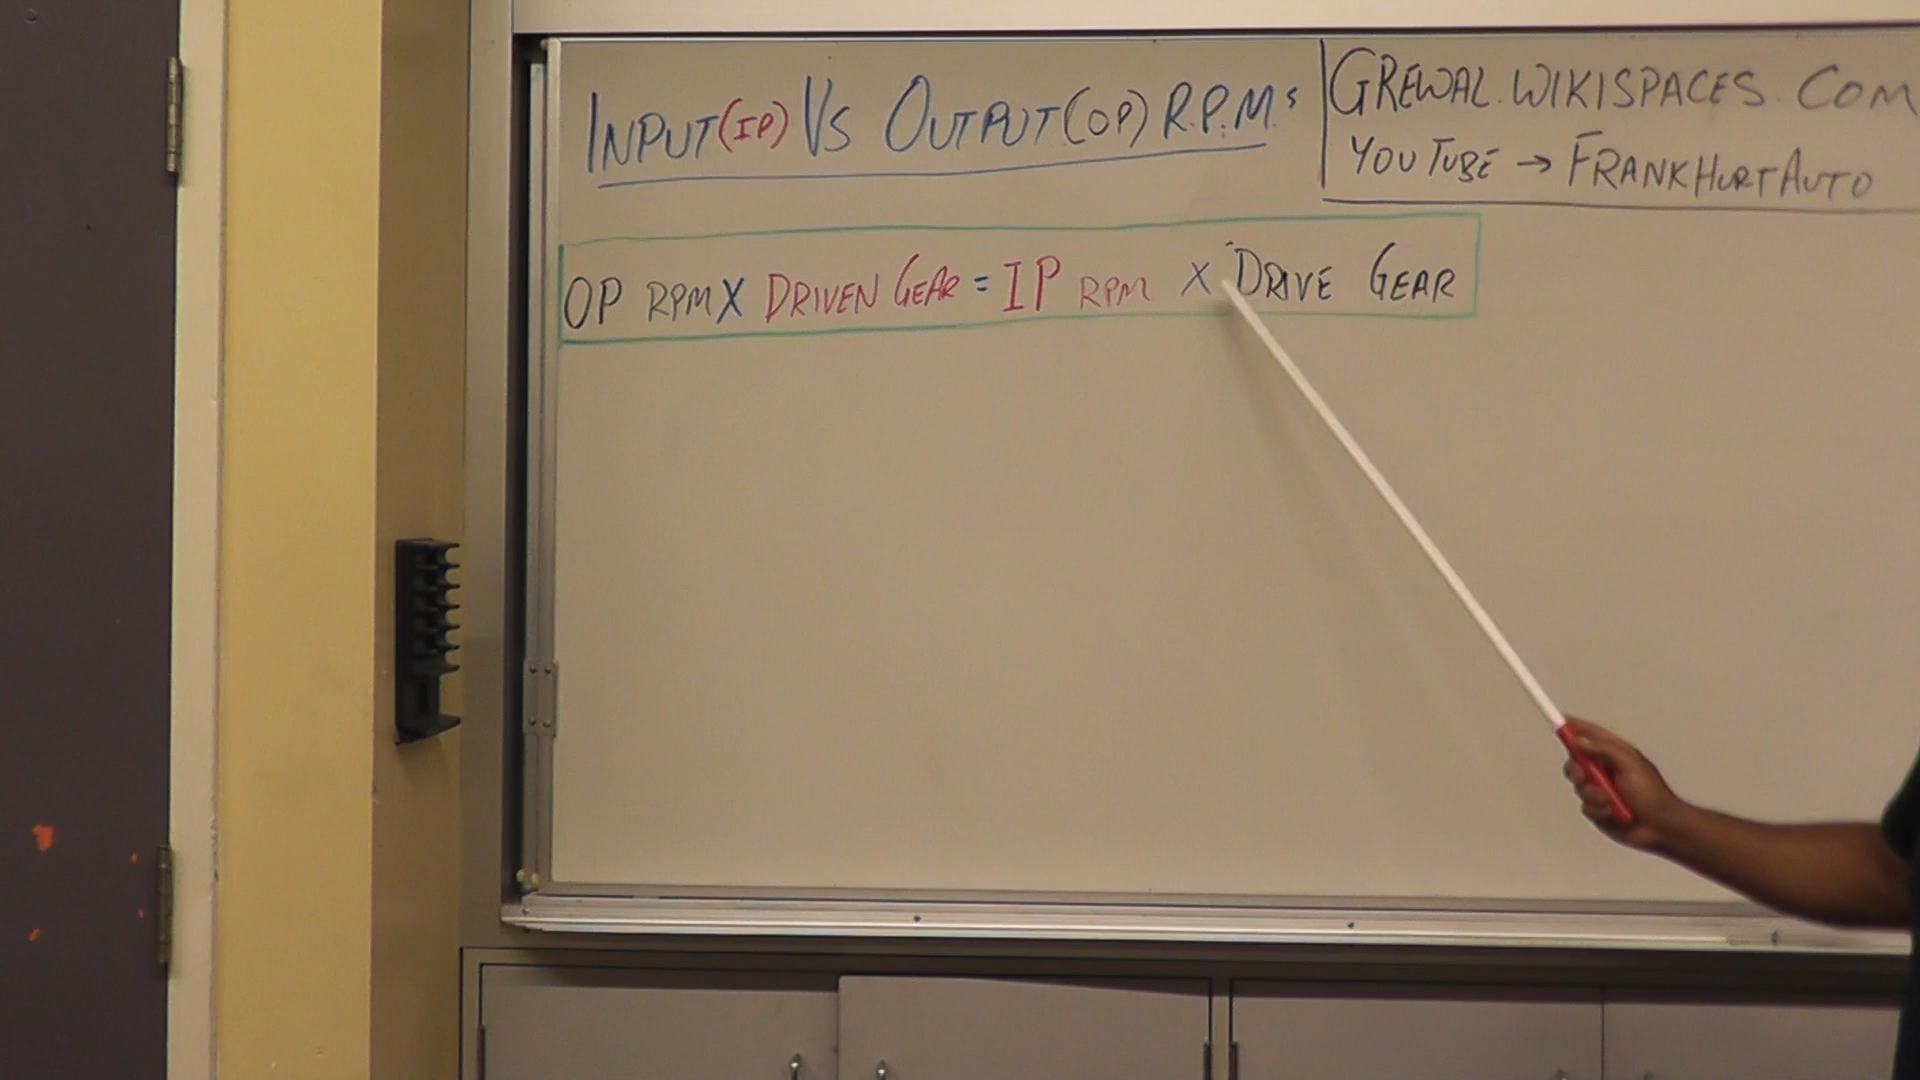 INPUT(IP) VS OUTPUT(OP) R.P.M.s
GREWAL.WIKISPACES.COM
YOUTUBE → FRANKHURTAUTO
OP RPM X DRIVEN GEAR = IP RPM X DRIVE GEAR